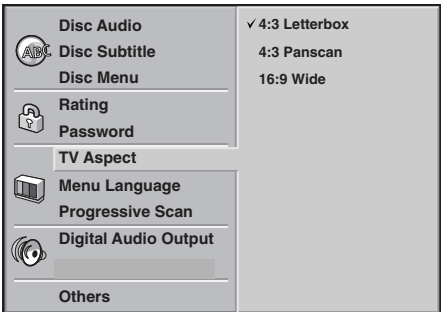 Disc Audio
ABC
Disc Subtitle
Disc Menu
Rating
Password
TV Aspect
Menu Language
Progressive Scan
Digital Audio Output
Others
✓ 4:3 Letterbox
4:3 Panscan
16:9 Wide